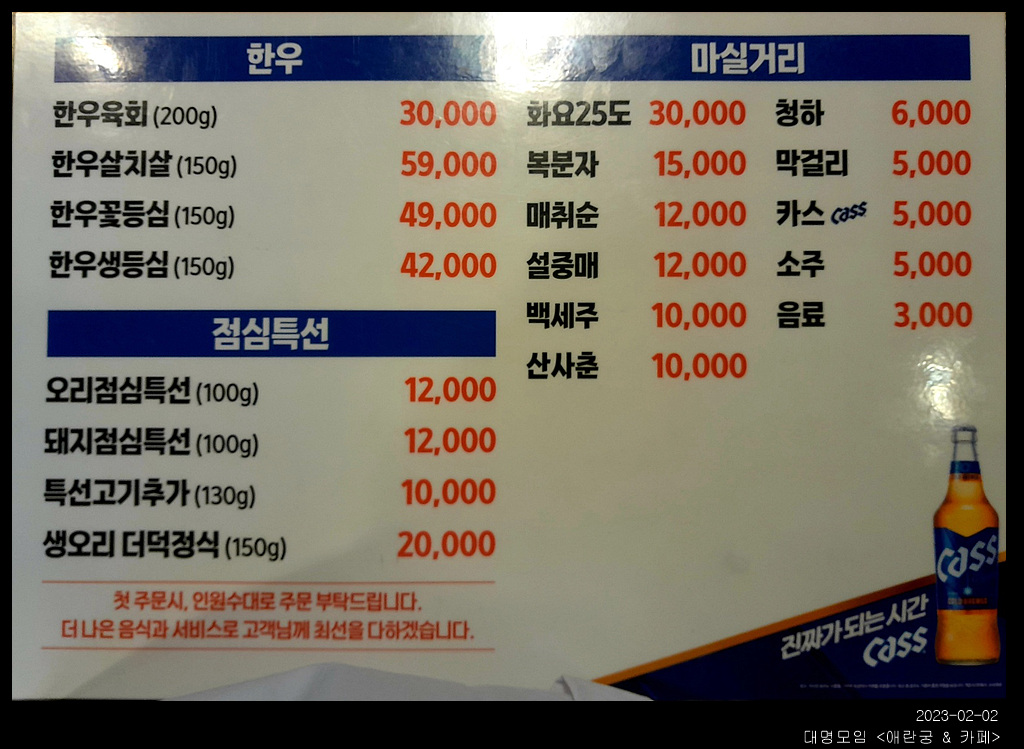 한우
한우육회 (200g) 30,000
한우살치살 (150g) 59,000
한우꽃등심 (150g) 49,000
한우생등심 (150g) 42,000
점심특선
오리점심특선 (100g) 12,000
돼지점심특선 (100g) 12,000
특선고기추가 (130g) 10,000
생오리 더덕정식 (150g) 20,000
첫 주문시, 인원수대로 주문 부탁드립니다.
더 나은 음식과 서비스로 고객님께 최선을 다하겠습니다.
마실거리
화요25도 30,000
복분자 15,000
매취순 12,000
설중매 12,000
백세주 10,000
산사춘 10,000
청하 6,000
막걸리 5,000
카스 cass 5,000
소주 5,000
음료 3,000
cass
진짜가 되는 시간
cass
2023-02-02
대명모임 <애란궁 & 카페>